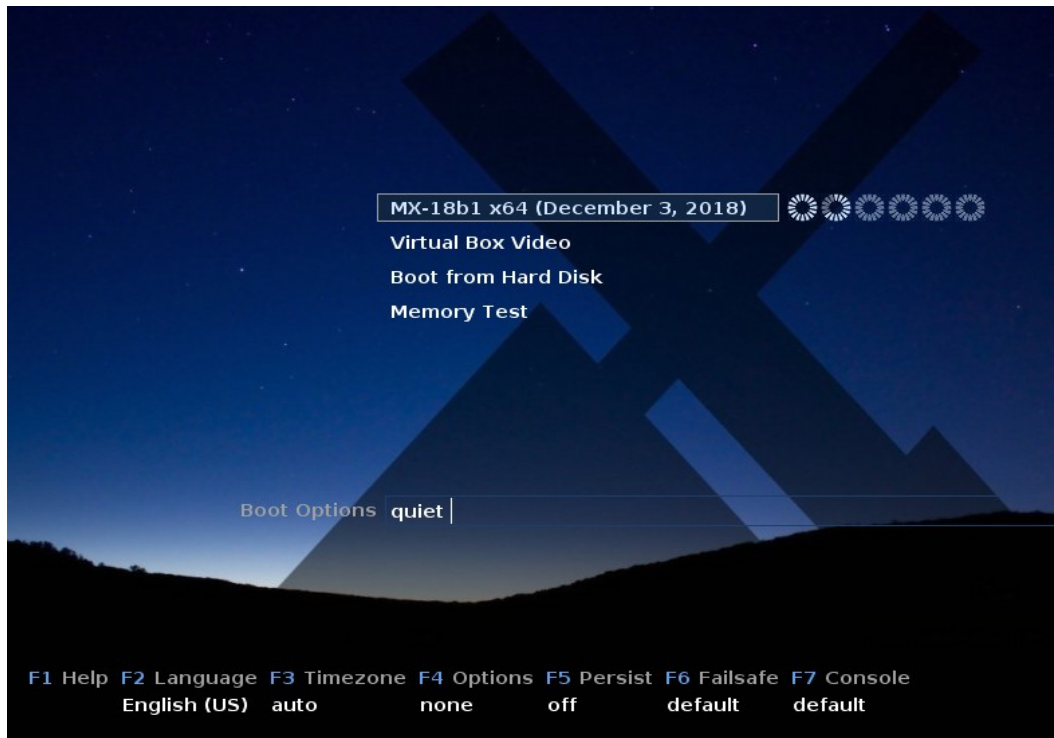 MX-18b1 x64 (December 3, 2018)
Virtual Box Video
Boot from Hard Disk
Memory Test
Boot Options quiet
F1 Help F2 Language F3 Timezone F4 Options F5 Persist F6 Failsafe F7 Console
English (US) auto none off default default